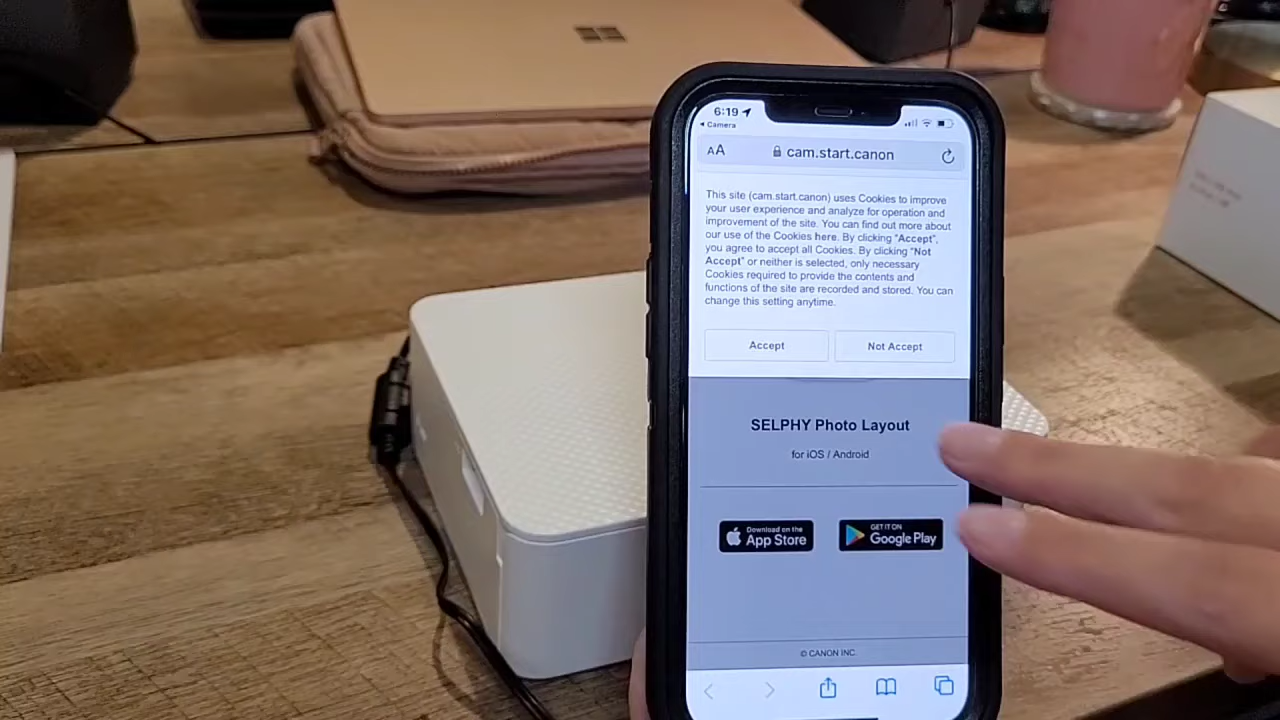 6:19
Camera
AA
cam.start.canon
This site (cam.start.canon) uses Cookies to improve
your user experience and analyze for operation and
improvement of the site. You can find out more about
our use of the Cookies here. By clicking "Accept",
you agree to accept all Cookies. By clicking "Not
Accept" or neither is selected, only necessary
Cookies required to provide the contents and
functions of the site are recorded and stored. You can
change this setting anytime.
Accept
Not Accept
SELPHY Photo Layout
for iOS / Android
Download on the
App Store
GET IT ON
Google Play
© CANON INC.